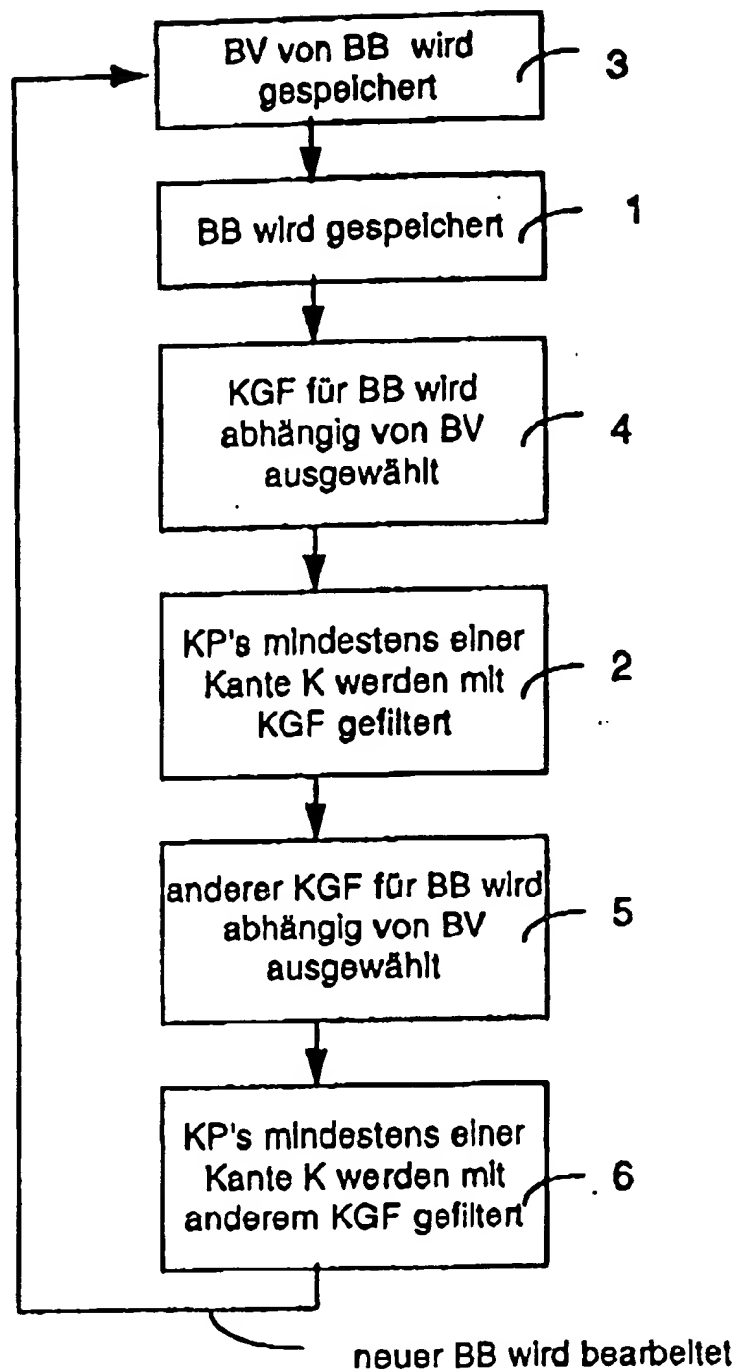 BV von BB wird
gespeichert
3
BB wird gespeichert
1
KGF für BB wird
abhängig von BV
ausgewählt
4
KP's mindestens einer
Kante K werden mit
KGF gefiltert
2
anderer KGF für BB wird
abhängig von BV
ausgewählt
5
KP's mindestens einer
Kante K werden mit
anderem KGF gefiltert
6
neuer BB wird bearbeitet